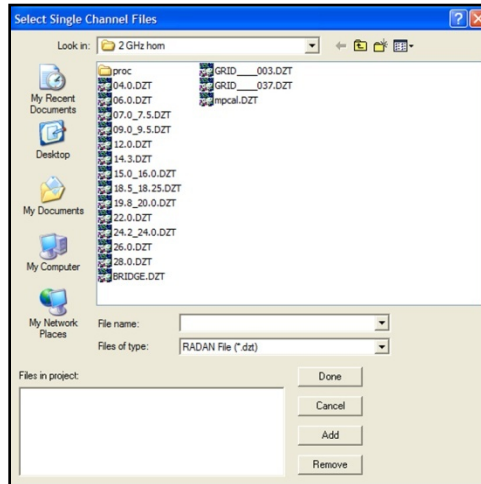 Select Single Channel Files
Look in: 2 GHz hom
My Recent Documents
Desktop
My Documents
My Computer
My Network Places
proc
04.0.DZT
06.0.DZT
07.0_7.5.DZT
09.0_9.5.DZT
12.0.DZT
14.3.DZT
15.0_16.0.DZT
18.5_18.25.DZT
19.8_20.0.DZT
22.0.DZT
24.2_24.0.DZT
26.0.DZT
28.0.DZT
BRIDGE.DZT
GRID____003.DZT
GRID____037.DZT
mpcal.DZT
File name:
Files of type: RADAN File (*.dzt)
Files in project:
Done
Cancel
Add
Remove